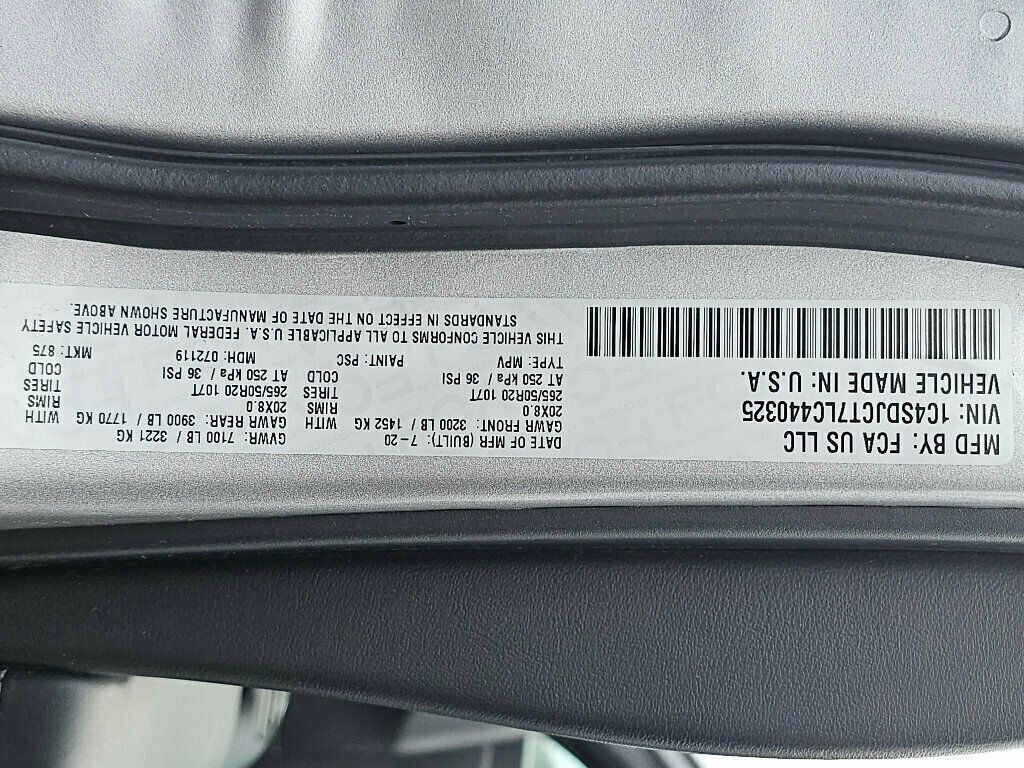 MFD BY: FCA US LLC
VIN: 1C4SDJCT7LC440325
VEHICLE MADE IN: U.S.A.
DATE OF MFR (BUILT): 7-20 GVWR: 7100 LB / 3221 KG
GAWR FRONT: 3200 LB / 1452 KG WITH GAWR REAR: 3900 LB / 1770 KG WITH
20X8.0 RIMS 20X8.0 RIMS
265/50R20 107T TIRES 265/50R20 107T TIRES
AT 250 kPa / 36 PSI COLD AT 250 kPa / 36 PSI COLD
TYPE: MPV PAINT: PSC MDH: 072119 MKT: 875
THIS VEHICLE CONFORMS TO ALL APPLICABLE U.S.A. FEDERAL MOTOR VEHICLE SAFETY
STANDARDS IN EFFECT ON THE DATE OF MANUFACTURE SHOWN ABOVE.